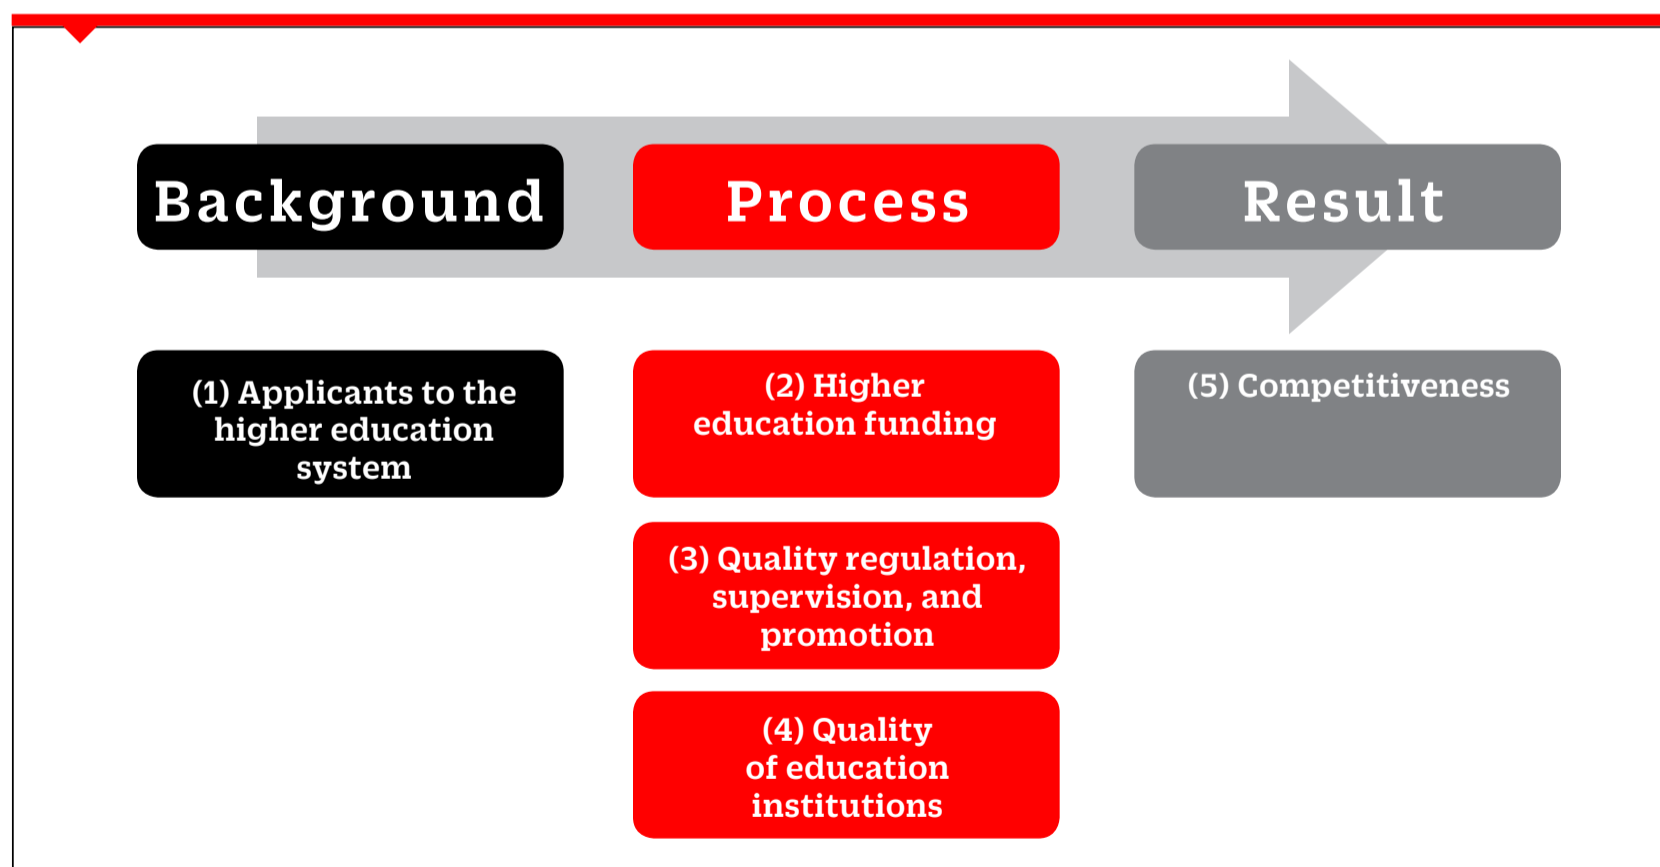 Background
Process
Result
(1) Applicants to the
higher education
system
(2) Higher
education funding
(3) Quality regulation,
supervision, and
promotion
(4) Quality
of education
institutions
(5) Competitiveness